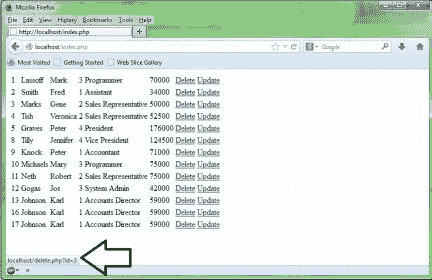 Mozilla Firefox
File Edit View History Bookmarks Tools Help
http://localhost/index.php +
localhost/index.php Google
Most Visited Getting Started Web Slice Gallery
1 Lassoff Mark 3 Programmer 70000 Delete Update
2 Smith Fred 1 Assistant 34000 Delete Update
3 Marks Gene 2 Sales Representative 50000 Delete Update
4 Tish Veronica 2 Sales Representative 52500 Delete Update
5 Graves Peter 4 President 176000 Delete Update
8 Tilly Jennifer 4 Vice President 124500 Delete Update
9 Knock Peter 1 Accountant 71000 Delete Update
10 Michaels Mary 3 Programmer 75000 Delete Update
11 Neth Robert 2 Sales Representative 75000 Delete Update
12 Gogas Jos 3 System Admin 42000 Delete Update
13 Johnson Karl 1 Accounts Director 59000 Delete Update
16 Johnson Karl 1 Accounts Director 59000 Delete Update
17 Johnson Karl 1 Accounts Director 59000 Delete Update
localhost/delete.php?id=3